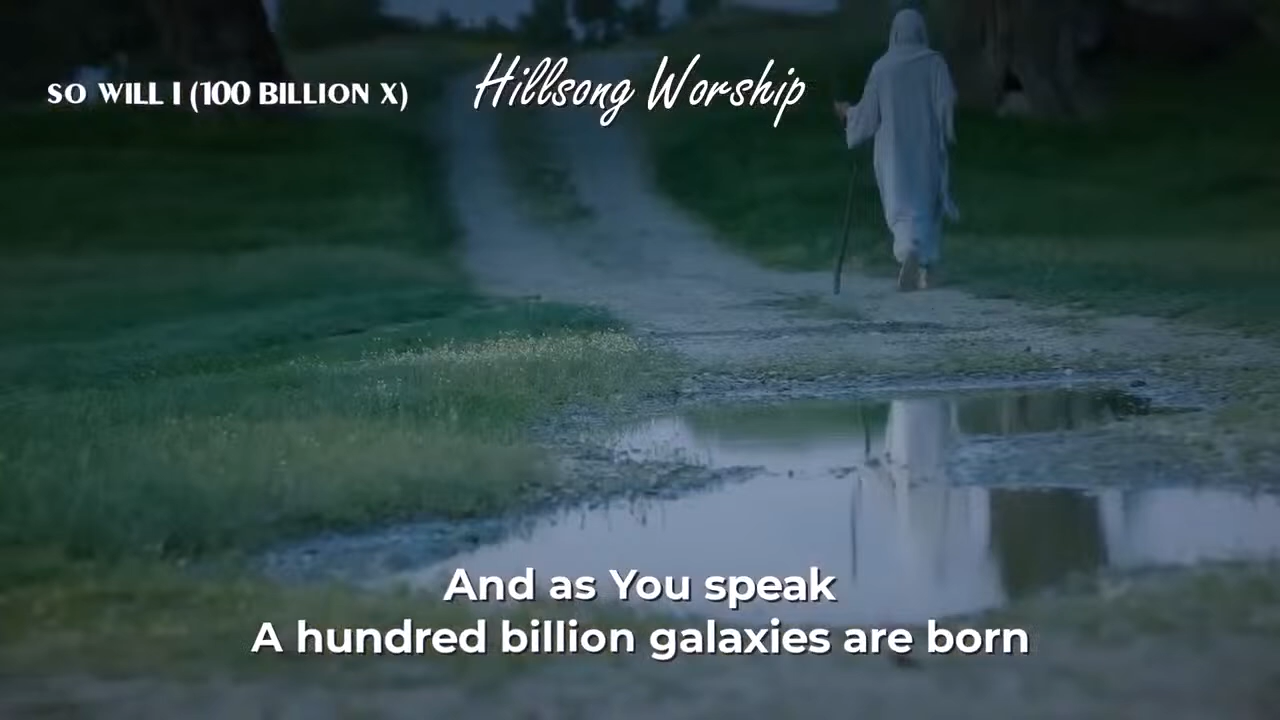 SO WILL I (100 BILLION X)
Hillsong Worship
And as You speak
A hundred billion galaxies are born